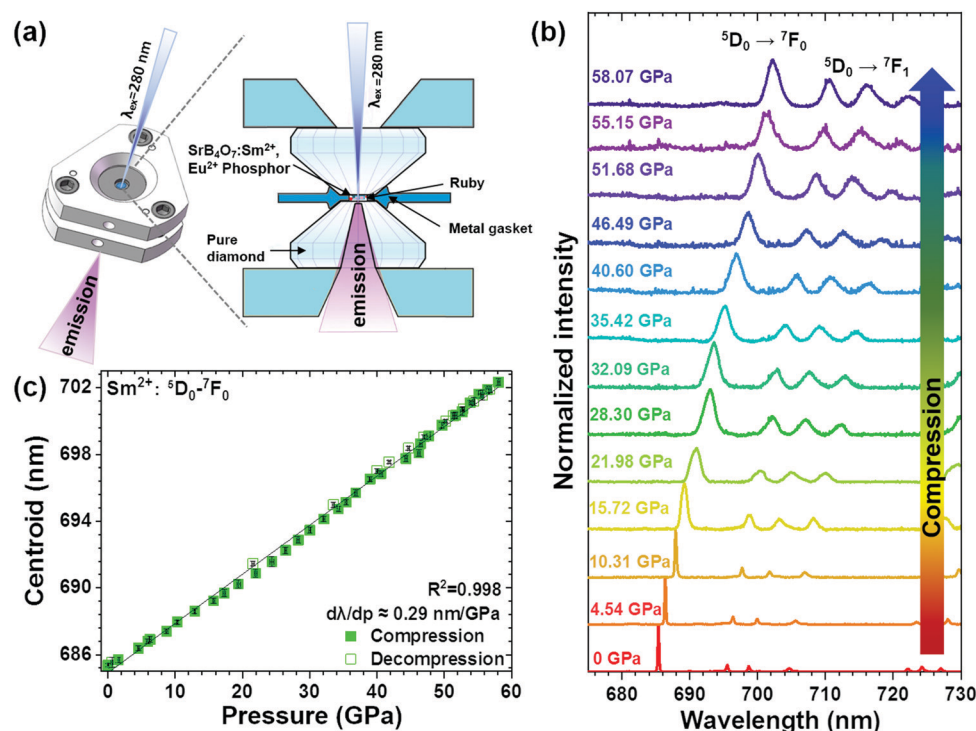 (a)
λex=280 nm
emission
λex=280 nm
SrB4O7:Sm²⁺,
Eu²⁺ Phosphor
Ruby
Metal gasket
Pure
diamond
emission
(b)
⁵D₀ → ⁷F₀
⁵D₀ → ⁷F₁
58.07 GPa
55.15 GPa
51.68 GPa
46.49 GPa
40.60 GPa
35.42 GPa
32.09 GPa
28.30 GPa
21.98 GPa
15.72 GPa
10.31 GPa
4.54 GPa
0 GPa
Compression
Normalized intensity
680 690 700 710 720 730
Wavelength (nm)
(c)
Sm²⁺: ⁵D₀-⁷F₀
702
698
694
690
686
Centroid (nm)
R²=0.998
dλ/dp ≈ 0.29 nm/GPa
Compression
Decompression
0 10 20 30 40 50 60
Pressure (GPa)